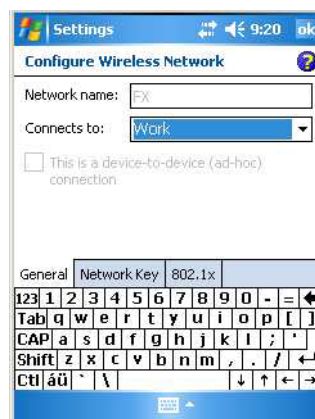 Settings 9:20 ok
Configure Wireless Network ?
Network name: FX
Connects to: Work
This is a device-to-device (ad-hoc)
connection
General Network Key 802.1x
123 1 2 3 4 5 6 7 8 9 0 - = 
Tab q w e r t y u i o p [ ]
CAP a s d f g h j k l ; '
Shift z x c v b n m , . / 
Ctl áü ` \ ↓ ↑ ← →